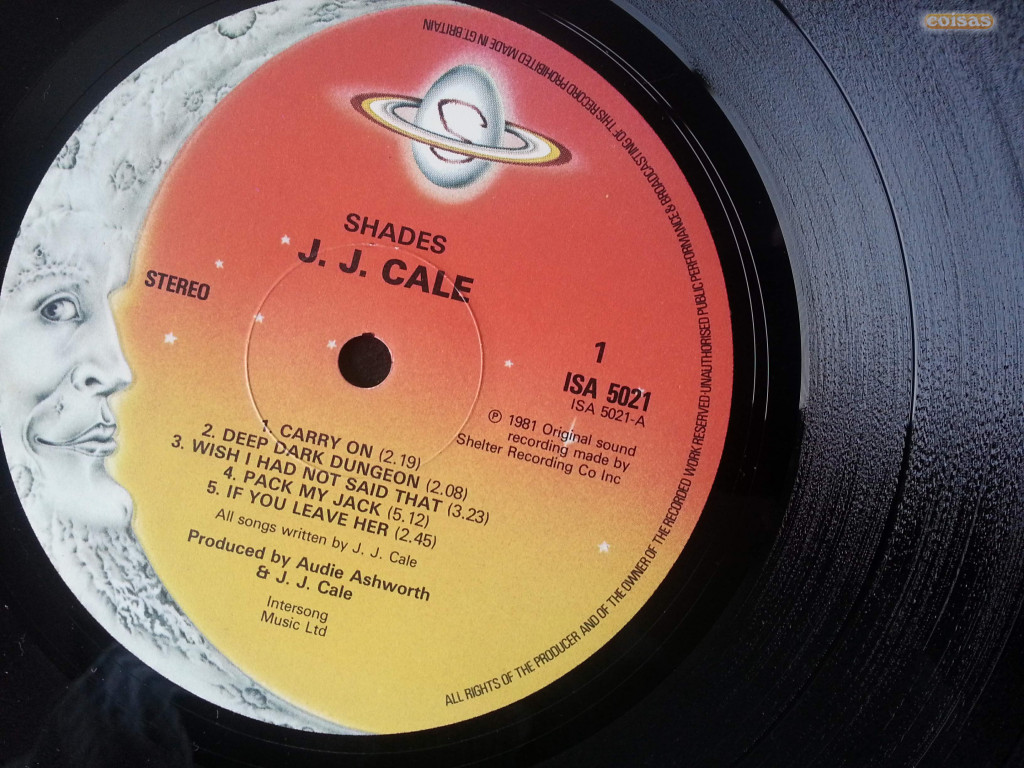 coisas
SHADES
J. J. CALE
STEREO
1
ISA 5021
ISA 5021-A
Ⓟ 1981 Original sound
recording made by
Shelter Recording Co Inc
1. CARRY ON (2.19)
2. DEEP DARK DUNGEON (2.08)
3. WISH I HAD NOT SAID THAT (3.23)
4. PACK MY JACK (5.12)
5. IF YOU LEAVE HER (2.45)
All songs written by J. J. Cale
Produced by Audie Ashworth
& J. J. Cale
Intersong
Music Ltd
ALL RIGHTS OF THE PRODUCER AND OF THE OWNER OF THE RECORDED WORK RESERVED·UNAUTHORISED PUBLIC PERFORMANCE & BROADCASTING OF THIS RECORD PROHIBITED MADE IN GT BRITAIN